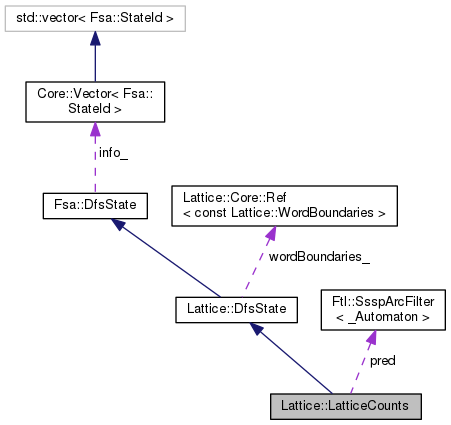 std::vector< Fsa::StateId >
Core::Vector< Fsa::
StateId >
info_
Fsa::DfsState
Lattice::Core::Ref
< const Lattice::WordBoundaries >
wordBoundaries_
Lattice::DfsState
Ftl::SsspArcFilter
< _Automaton >
pred
Lattice::LatticeCounts